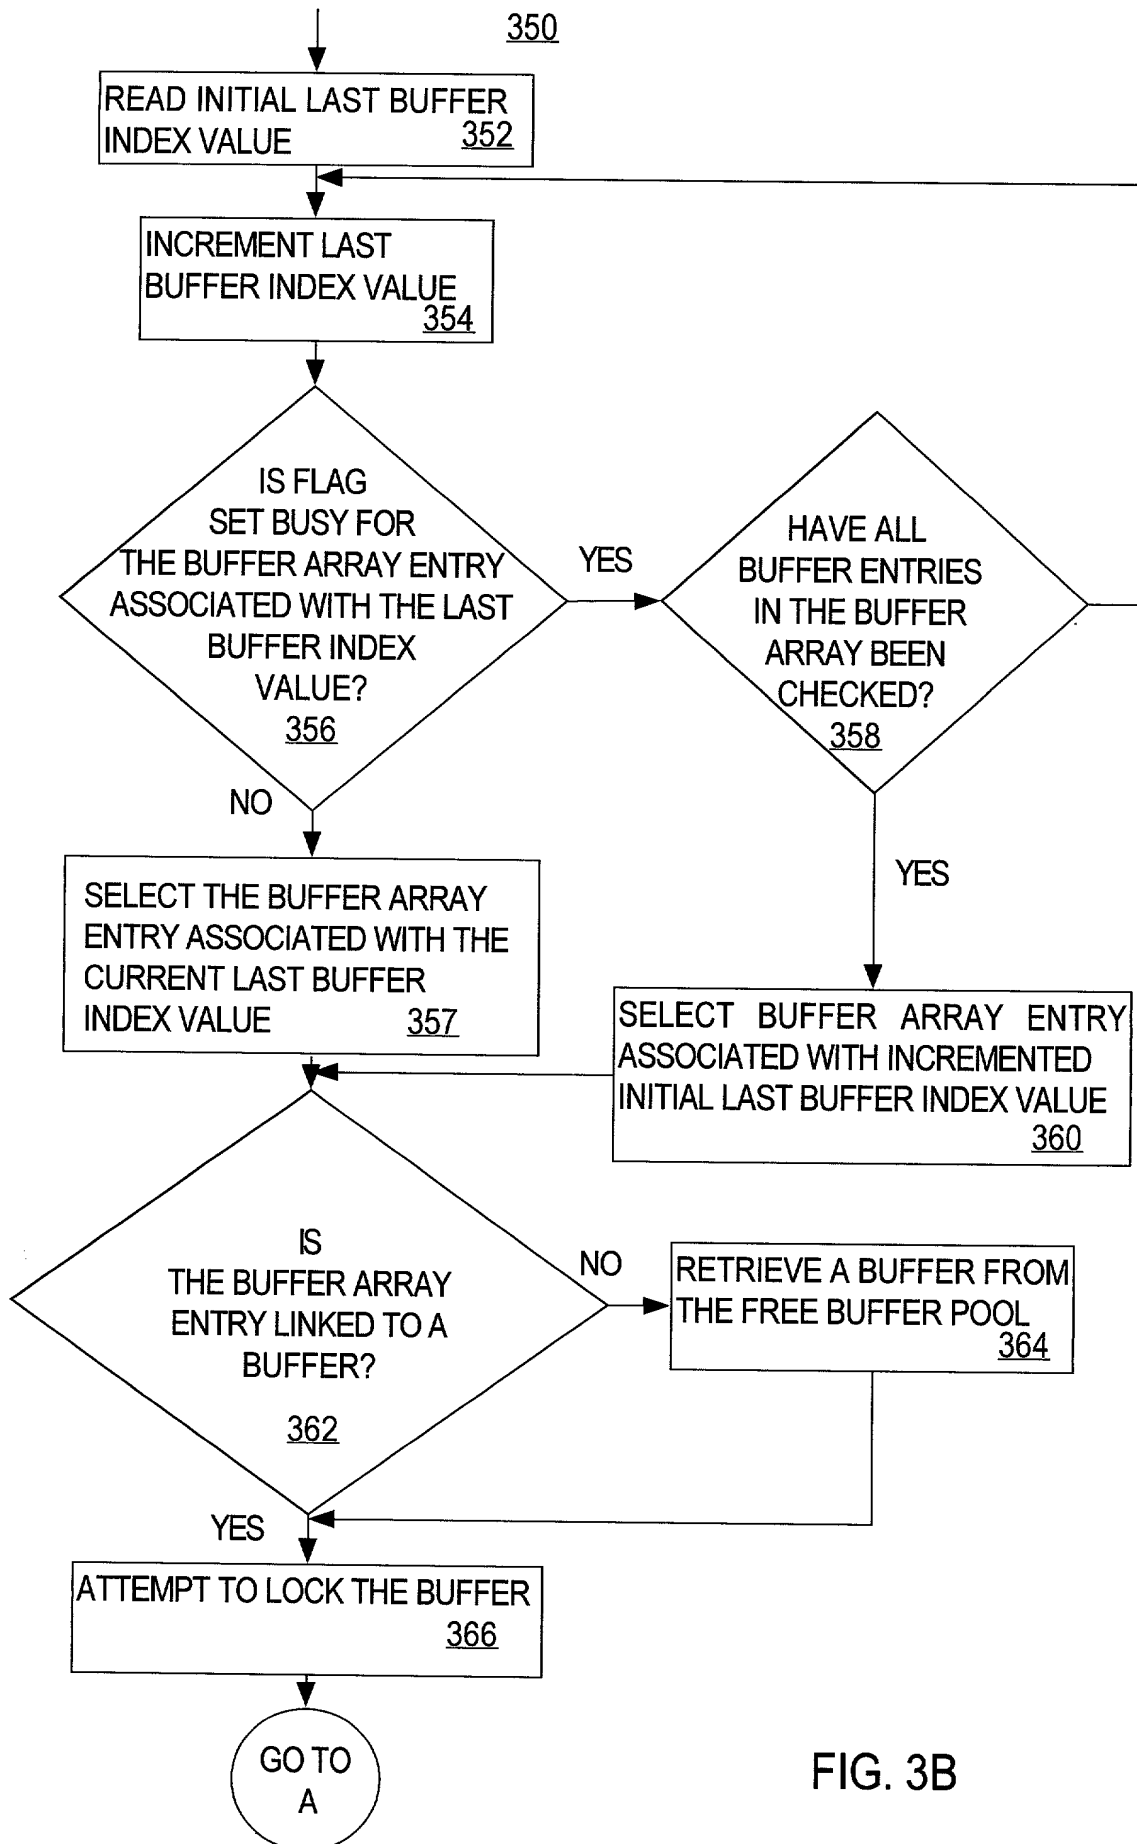 350
READ INITIAL LAST BUFFER
INDEX VALUE 352
INCREMENT LAST
BUFFER INDEX VALUE
354
IS FLAG
SET BUSY FOR
THE BUFFER ARRAY ENTRY
ASSOCIATED WITH THE LAST
BUFFER INDEX
VALUE?
356
YES
HAVE ALL
BUFFER ENTRIES
IN THE BUFFER
ARRAY BEEN
CHECKED?
358
NO
YES
SELECT THE BUFFER ARRAY
ENTRY ASSOCIATED WITH THE
CURRENT LAST BUFFER
INDEX VALUE 357
SELECT BUFFER ARRAY ENTRY
ASSOCIATED WITH INCREMENTED
INITIAL LAST BUFFER INDEX VALUE
360
IS
THE BUFFER ARRAY
ENTRY LINKED TO A
BUFFER?
362
NO
RETRIEVE A BUFFER FROM
THE FREE BUFFER POOL
364
YES
ATTEMPT TO LOCK THE BUFFER
366
GO TO
A
FIG. 3B